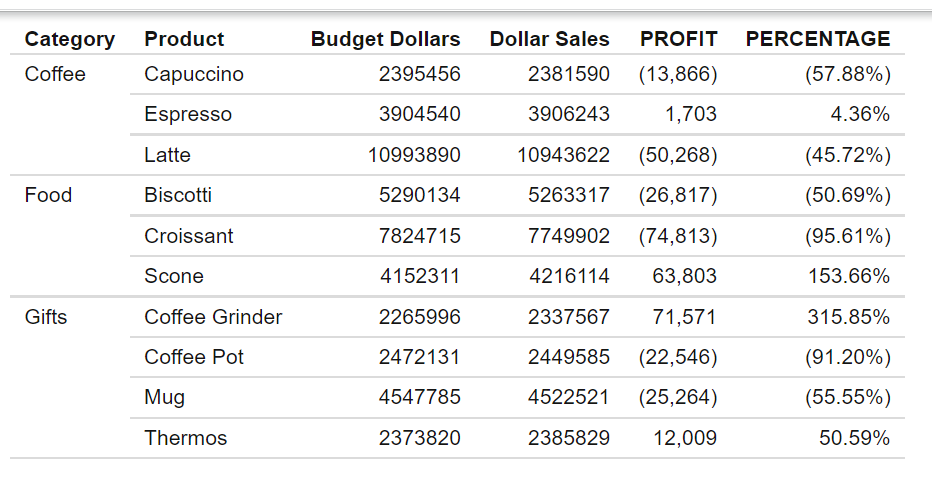 Category Product Budget Dollars Dollar Sales PROFIT PERCENTAGE
Coffee Capuccino 2395456 2381590 (13,866) (57.88%)
Espresso 3904540 3906243 1,703 4.36%
Latte 10993890 10943622 (50,268) (45.72%)
Food Biscotti 5290134 5263317 (26,817) (50.69%)
Croissant 7824715 7749902 (74,813) (95.61%)
Scone 4152311 4216114 63,803 153.66%
Gifts Coffee Grinder 2265996 2337567 71,571 315.85%
Coffee Pot 2472131 2449585 (22,546) (91.20%)
Mug 4547785 4522521 (25,264) (55.55%)
Thermos 2373820 2385829 12,009 50.59%